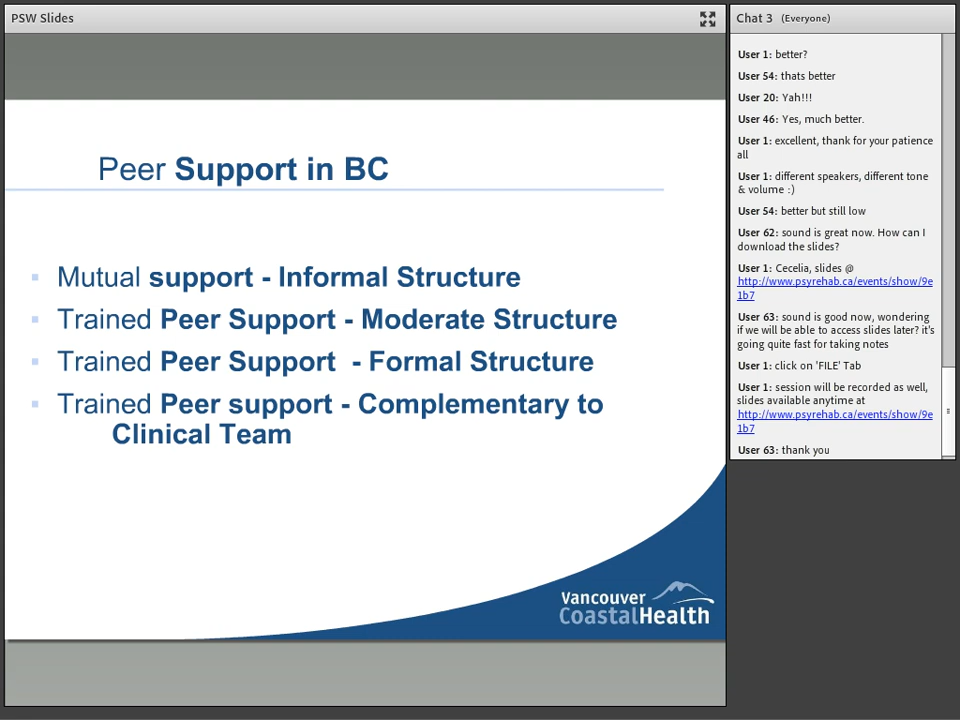 PSW Slides
Peer Support in BC
▪ Mutual support - Informal Structure
▪ Trained Peer Support - Moderate Structure
▪ Trained Peer Support - Formal Structure
▪ Trained Peer support - Complementary to
Clinical Team
Vancouver
CoastalHealth
Chat 3 (Everyone)
User 1: better?
User 54: thats better
User 20: Yah!!!
User 46: Yes, much better.
User 1: excellent, thank for your patience
all
User 1: different speakers, different tone
& volume :)
User 54: better but still low
User 62: sound is great now. How can I
download the slides?
User 1: Cecelia, slides @
http://www.psyrehab.ca/events/show/9e
1b7
User 63: sound is good now, wondering
if we will be able to access slides later? it's
going quite fast for taking notes
User 1: click on 'FILE' Tab
User 1: session will be recorded as well,
slides available anytime at
http://www.psyrehab.ca/events/show/9e
1b7
User 63: thank you